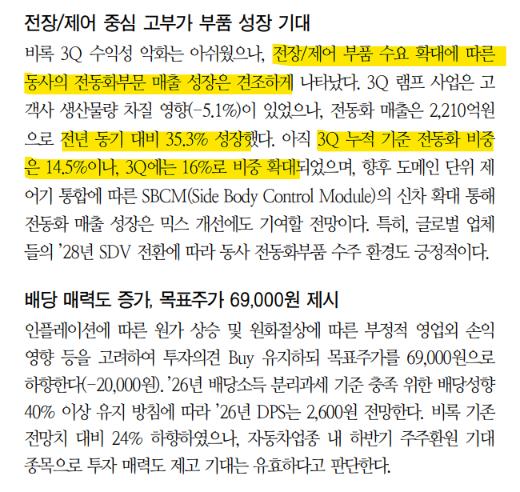 전장/제어 중심 고부가 부품 성장 기대
비록 3Q 수익성 악화는 아쉬웠으나, 전장/제어 부품 수요 확대에 따른
동사의 전동화부문 매출 성장은 견조하게 나타났다. 3Q 램프 사업은 고
객사 생산물량 차질 영향(-5.1%)이 있었으나, 전동화 매출은 2,210억원
으로 전년 동기 대비 35.3% 성장했다. 아직 3Q 누적 기준 전동화 비중
은 14.5%이나, 3Q에는 16%로 비중 확대되었으며, 향후 도메인 단위 제
어기 통합에 따른 SBCM(Side Body Control Module)의 신차 확대 통해
전동화 매출 성장은 믹스 개선에도 기여할 전망이다. 특히, 글로벌 업체
들의 ’28년 SDV 전환에 따라 동사 전동화부품 수주 환경도 긍정적이다.
배당 매력도 증가, 목표주가 69,000원 제시
인플레이션에 따른 원가 상승 및 원화절상에 따른 부정적 영업외 손익
영향 등을 고려하여 투자의견 Buy 유지하되 목표주가를 69,000원으로
하향한다(-20,000원). ’26년 배당소득 분리과세 기준 충족 위한 배당성향
40% 이상 유지 방침에 따라 ’26년 DPS는 2,600원 전망한다. 비록 기존
전망치 대비 24% 하향하였으나, 자동차업종 내 하반기 주주환원 기대
종목으로 투자 매력도 제고 기대는 유효하다고 판단한다.